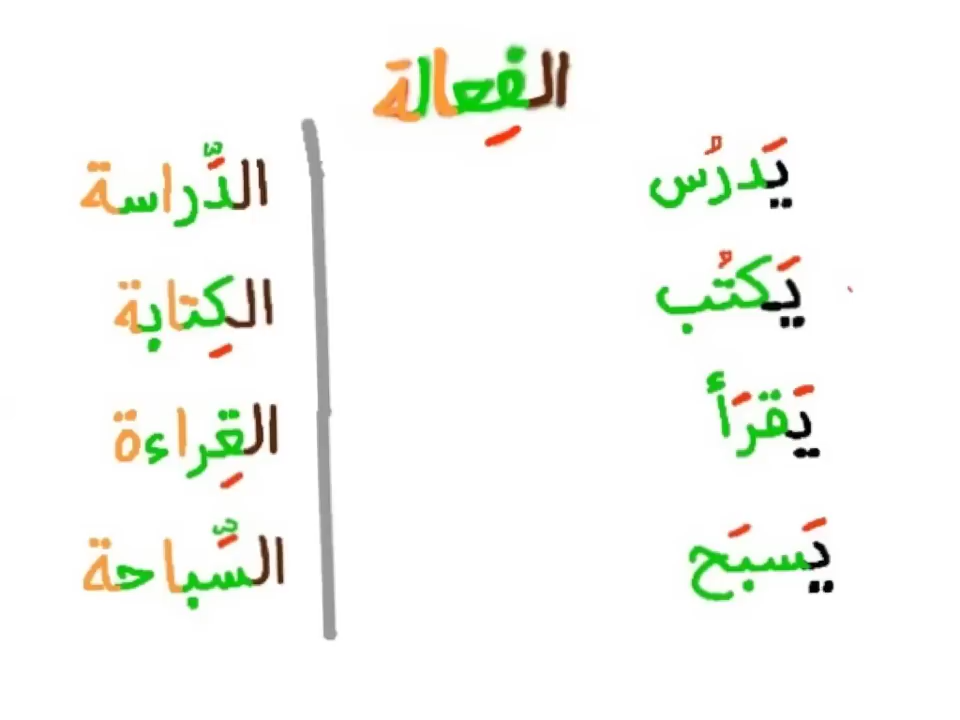 الفِعالة
يَدرُس الدِّراسة
يَكتُب الكِتابة
يَقرَأ القِراءة
يَسبَح السِّباحة